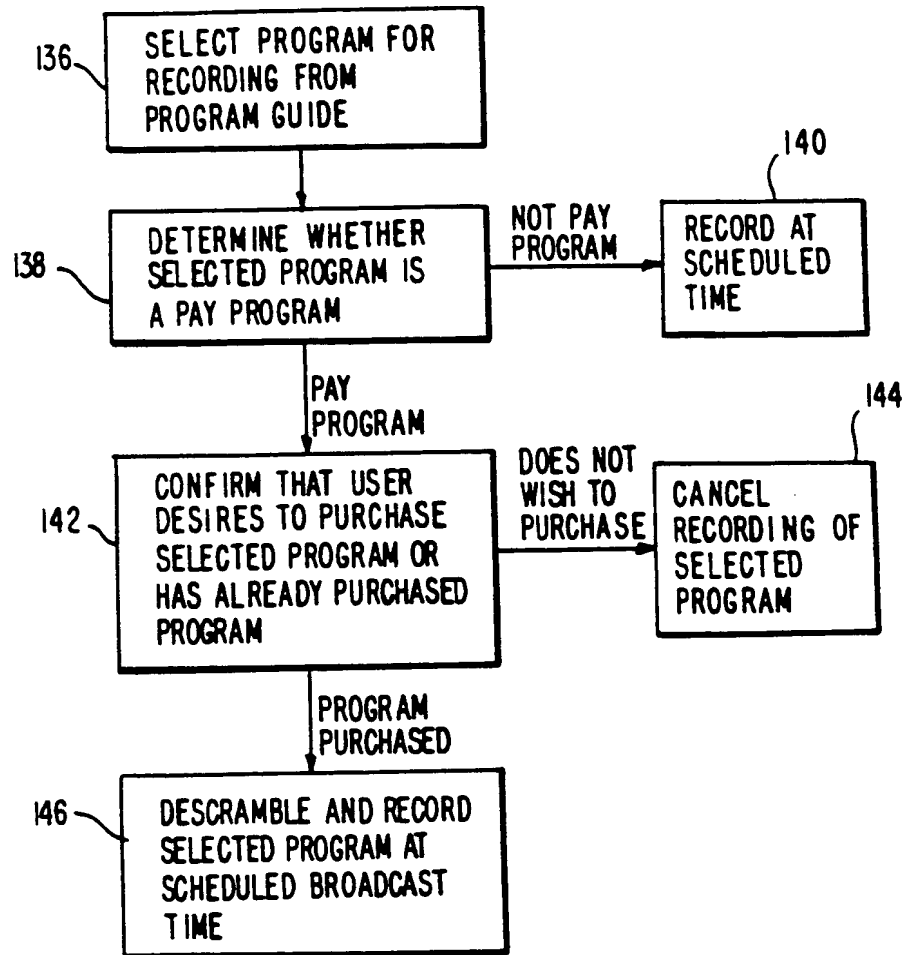 136
SELECT PROGRAM FOR
RECORDING FROM
PROGRAM GUIDE
138
DETERMINE WHETHER
SELECTED PROGRAM IS
A PAY PROGRAM
NOT PAY
PROGRAM
140
RECORD AT
SCHEDULED
TIME
PAY
PROGRAM
142
CONFIRM THAT USER
DESIRES TO PURCHASE
SELECTED PROGRAM OR
HAS ALREADY PURCHASED
PROGRAM
DOES NOT
WISH TO
PURCHASE
144
CANCEL
RECORDING OF
SELECTED
PROGRAM
PROGRAM
PURCHASED
146
DESCRAMBLE AND RECORD
SELECTED PROGRAM AT
SCHEDULED BROADCAST
TIME